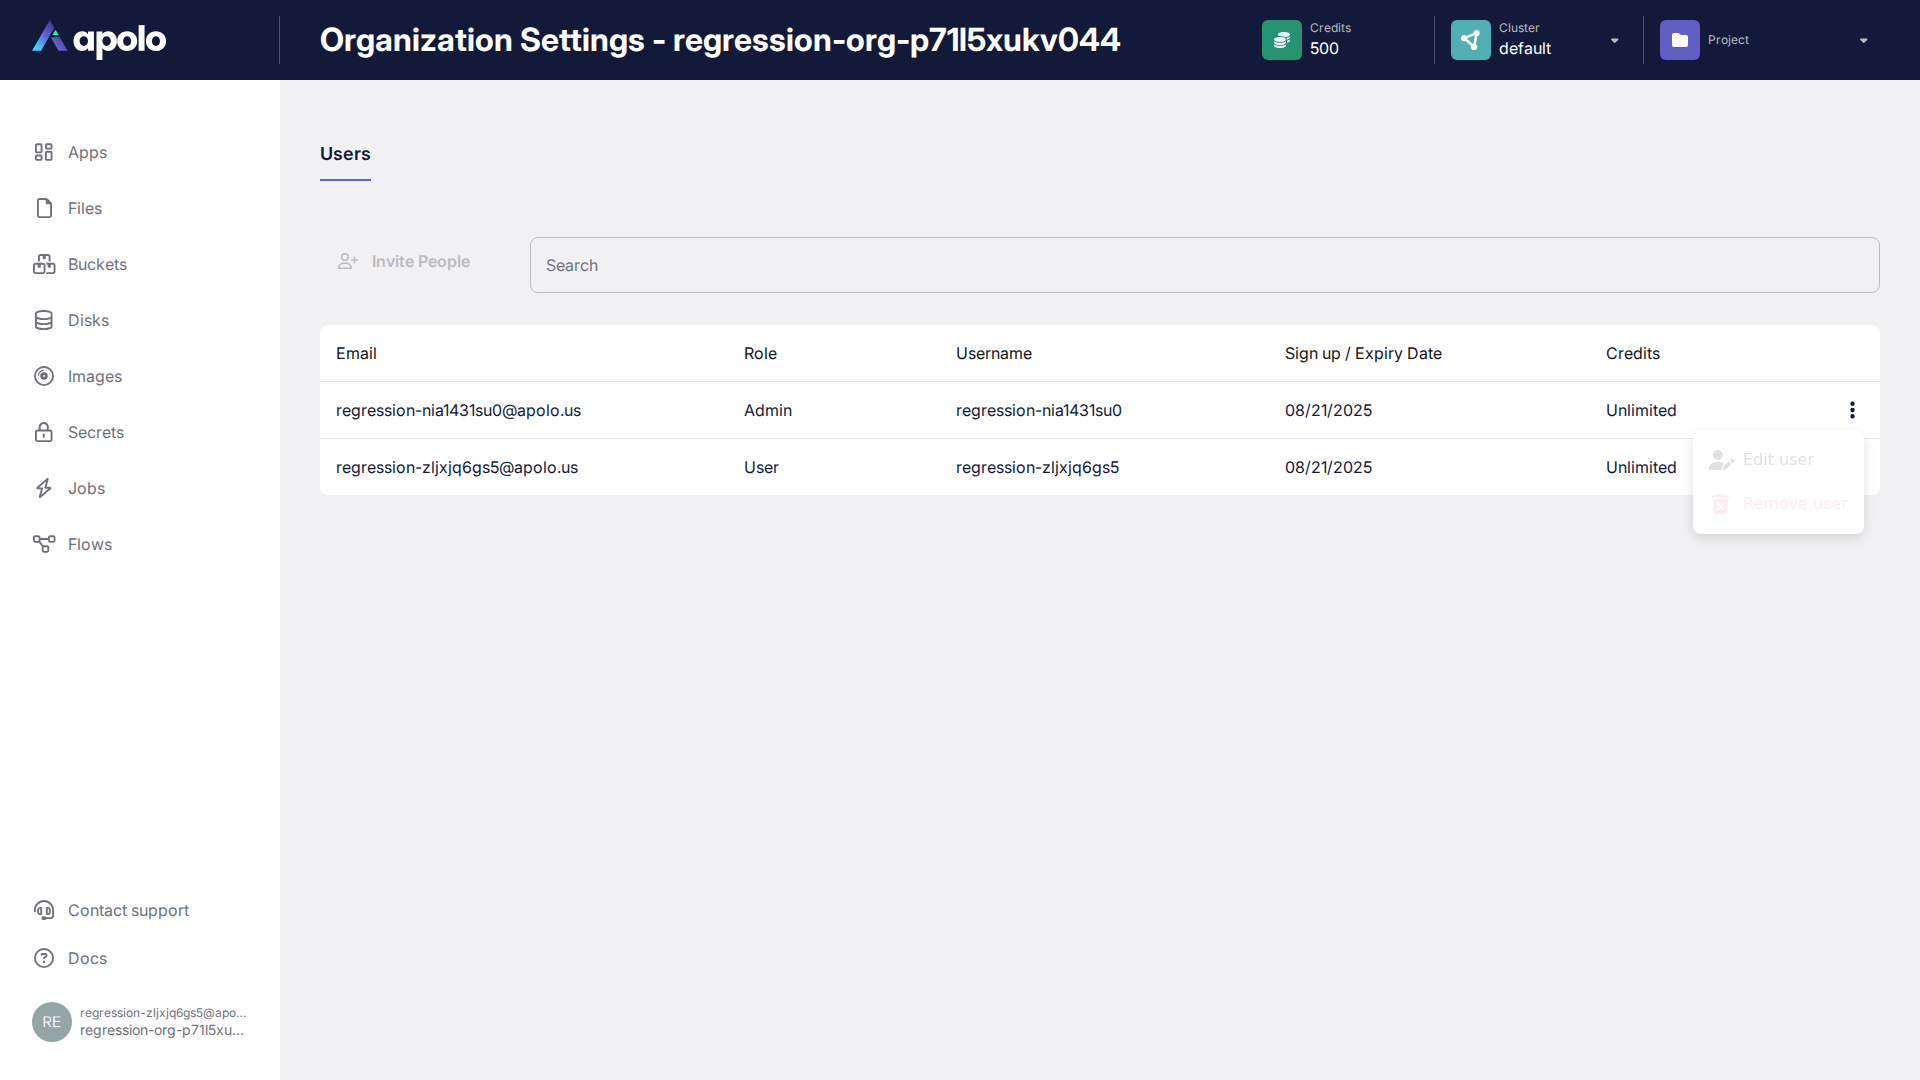 apolo
Organization Settings - regression-org-p71l5xukv044
Credits
500
Cluster
default
Project
Apps
Files
Buckets
Disks
Images
Secrets
Jobs
Flows
Contact support
Docs
RE
regression-zljxjq6gs5@apo...
regression-org-p71l5xu...
Users
Invite People
Search
Email Role Username Sign up / Expiry Date Credits
regression-nia1431su0@apolo.us Admin regression-nia1431su0 08/21/2025 Unlimited
regression-zljxjq6gs5@apolo.us User regression-zljxjq6gs5 08/21/2025 Unlimited
Edit user
Remove user